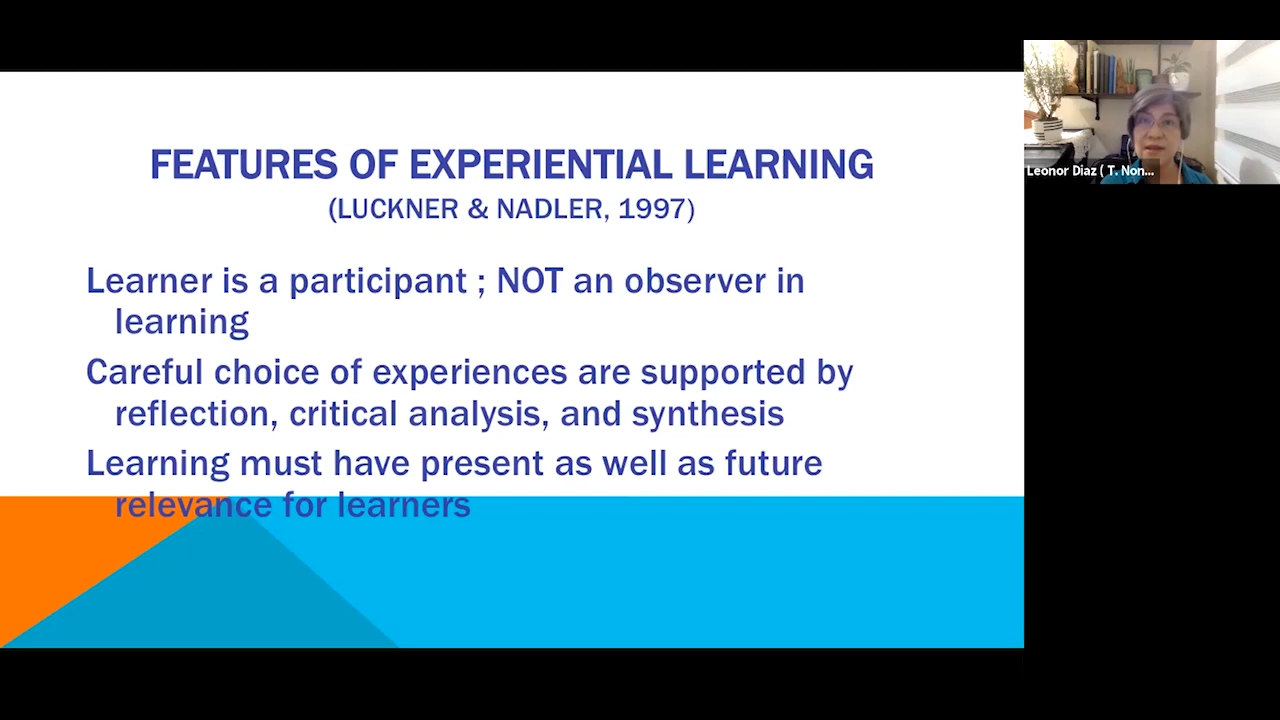 FEATURES OF EXPERIENTIAL LEARNING
(LUCKNER & NADLER, 1997)
Learner is a participant ; NOT an observer in
learning
Careful choice of experiences are supported by
reflection, critical analysis, and synthesis
Learning must have present as well as future
relevance for learners
Leonor Diaz ( T. Non...